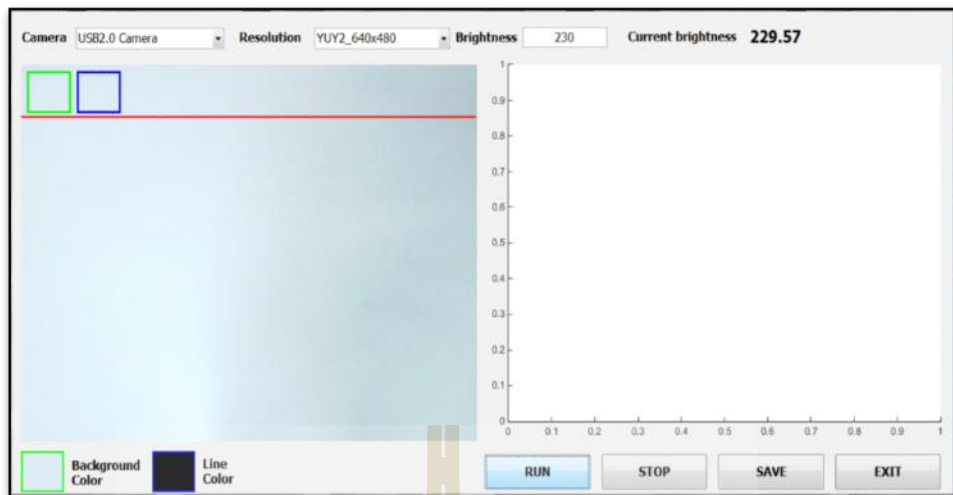 Camera USB2.0 Camera Resolution YUY2_640x480 Brightness 230 Current brightness 229.57
1
0.9
0.8
0.7
0.6
0.5
0.4
0.3
0.2
0.1
0
0 0.1 0.2 0.3 0.4 0.5 0.6 0.7 0.8 0.9 1
Background
Color
Line
Color
RUN STOP SAVE EXIT